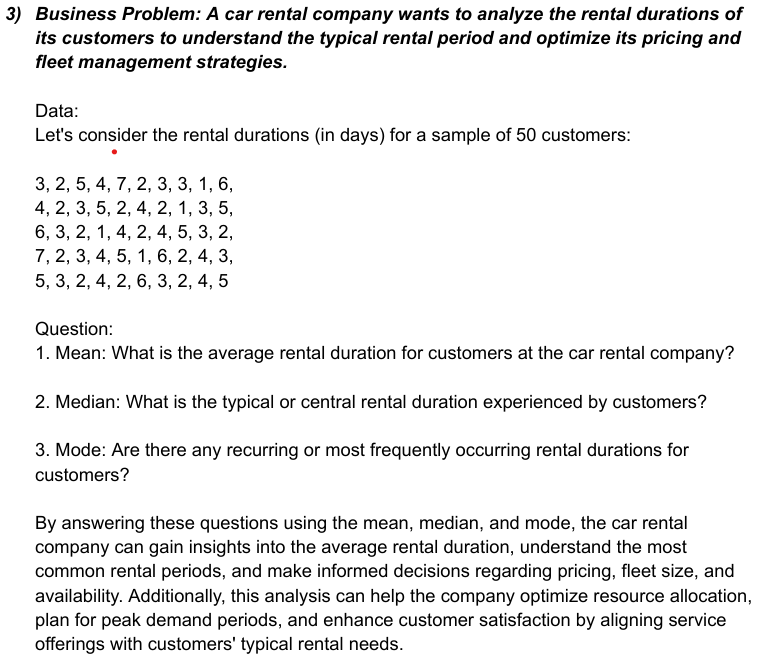 3) Business Problem: A car rental company wants to analyze the rental durations of
its customers to understand the typical rental period and optimize its pricing and
fleet management strategies.
Data:
Let's consider the rental durations (in days) for a sample of 50 customers:
3, 2, 5, 4, 7, 2, 3, 3, 1, 6,
4, 2, 3, 5, 2, 4, 2, 1, 3, 5,
6, 3, 2, 1, 4, 2, 4, 5, 3, 2,
7, 2, 3, 4, 5, 1, 6, 2, 4, 3,
5, 3, 2, 4, 2, 6, 3, 2, 4, 5
Question:
1. Mean: What is the average rental duration for customers at the car rental company?
2. Median: What is the typical or central rental duration experienced by customers?
3. Mode: Are there any recurring or most frequently occurring rental durations for
customers?
By answering these questions using the mean, median, and mode, the car rental
company can gain insights into the average rental duration, understand the most
common rental periods, and make informed decisions regarding pricing, fleet size, and
availability. Additionally, this analysis can help the company optimize resource allocation,
plan for peak demand periods, and enhance customer satisfaction by aligning service
offerings with customers' typical rental needs.